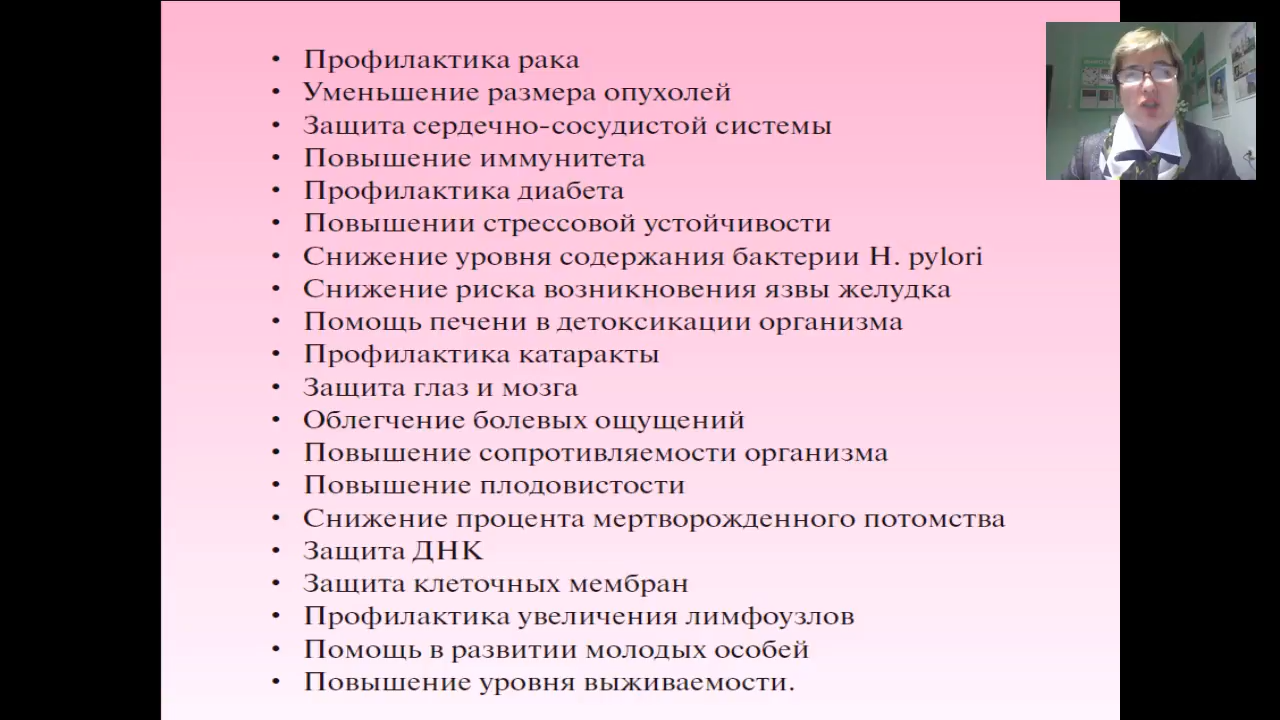 • Профилактика рака
• Уменьшение размера опухолей
• Защита сердечно-сосудистой системы
• Повышение иммунитета
• Профилактика диабета
• Повышении стрессовой устойчивости
• Снижение уровня содержания бактерии H. pylori
• Снижение риска возникновения язвы желудка
• Помощь печени в детоксикации организма
• Профилактика катаракты
• Защита глаз и мозга
• Облегчение болевых ощущений
• Повышение сопротивляемости организма
• Повышение плодовистости
• Снижение процента мертворожденного потомства
• Защита ДНК
• Защита клеточных мембран
• Профилактика увеличения лимфоузлов
• Помощь в развитии молодых особей
• Повышение уровня выживаемости.